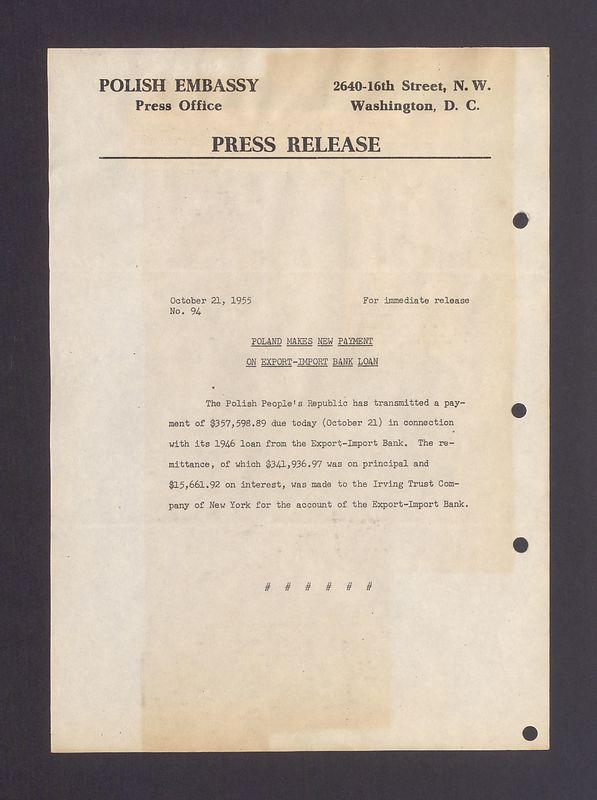 POLISH EMBASSY
Press Office
2640-16th Street, N. W.
Washington, D. C.
PRESS RELEASE
October 21, 1955
For immediate release
No. 94
POLAND MAKES NEW PAYMENT
ON EXPORT-IMPORT BANK LOAN
The Polish People's Republic has transmitted a pay-
ment of $357,598.89 due today (October 21) in connection
with its 1946 loan from the Export-Import Bank. The re-
mittance, of which $341,936.97 was on principal and
$15,661.92 on interest, was made to the Irving Trust Com-
pany of New York for the account of the Export-Import Bank.
# # # # # #